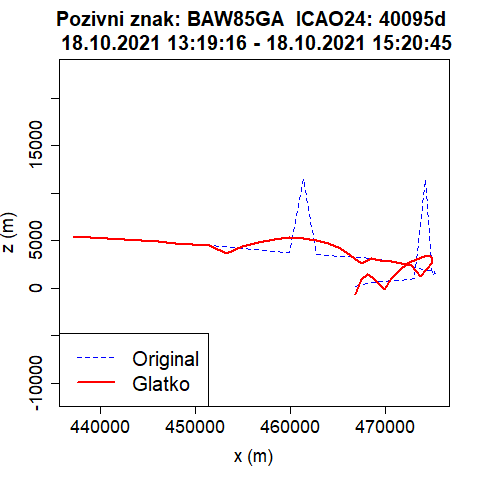 Pozivni znak: BAW85GA  ICAO24: 40095d
18.10.2021 13:19:16 - 18.10.2021 15:20:45
z (m)
15000
5000
0
-10000
Original
Glatko
440000 450000 460000 470000
x (m)